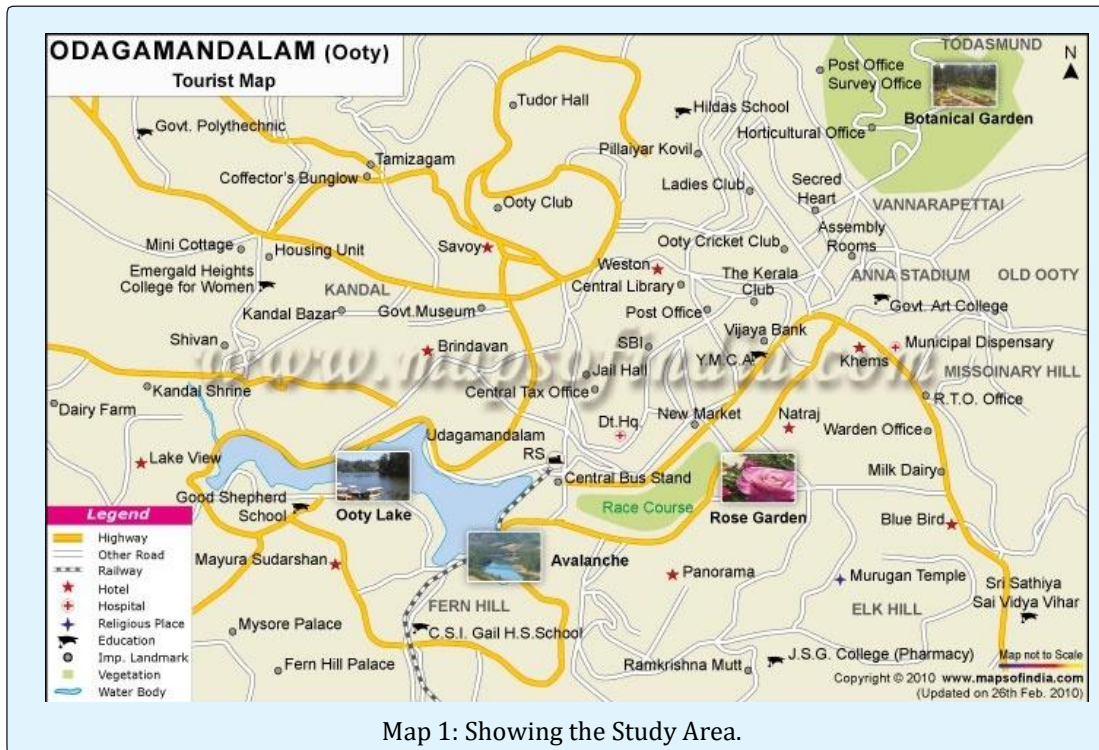 ODAGAMANDALAM (Ooty)
Tourist Map
TODASMUND
N
Post Office
Survey Office
Botanical Garden
Tudor Hall
Hildas School
Govt. Polythechnic
Horticultural Office
Pillaiyar Kovil
Tamizagam
Coffector's Bunglow
Ladies Club
Secred
Heart
Ooty Club
VANNARAPETTAI
Assembly
Rooms
Mini Cottage
Housing Unit
Savoy
Ooty Cricket Club
Weston
Emergald Heights
College for Women
KANDAL
Central Library
The Kerala
Club
ANNA STADIUM
OLD OOTY
Govt. Art College
Kandal Bazar
Govt.Museum
Post Office
Vijaya Bank
Shivan
Brindavan
SBI
Y.M.C.A.
Khems
Municipal Dispensary
www.mapsofindia.com
MISSOINARY HILL
Jail Hall
Kandal Shrine
Central Tax Office
R.T.O. Office
Dairy Farm
New Market
Natraj
Dt.Hq.
Warden Office
Udagamandalam
RS
Lake View
Central Bus Stand
Milk Dairy
Good Shepherd
School
Ooty Lake
Race Course
Rose Garden
Blue Bird
Legend
Highway
Other Road
Railway
Hotel
Hospital
Religious Place
Education
Imp. Landmark
Vegetation
Water Body
Mayura Sudarshan
Avalanche
Panorama
Murugan Temple
Sri Sathiya
Sai Vidya Vihar
FERN HILL
ELK HILL
C.S.I. Gail H.S.School
Mysore Palace
Fern Hill Palace
Ramkrishna Mutt
J.S.G. College (Pharmacy)
Map not to Scale
Copyright © 2010 www.mapsofindia.com
(Updated on 26th Feb. 2010)
Map 1: Showing the Study Area.